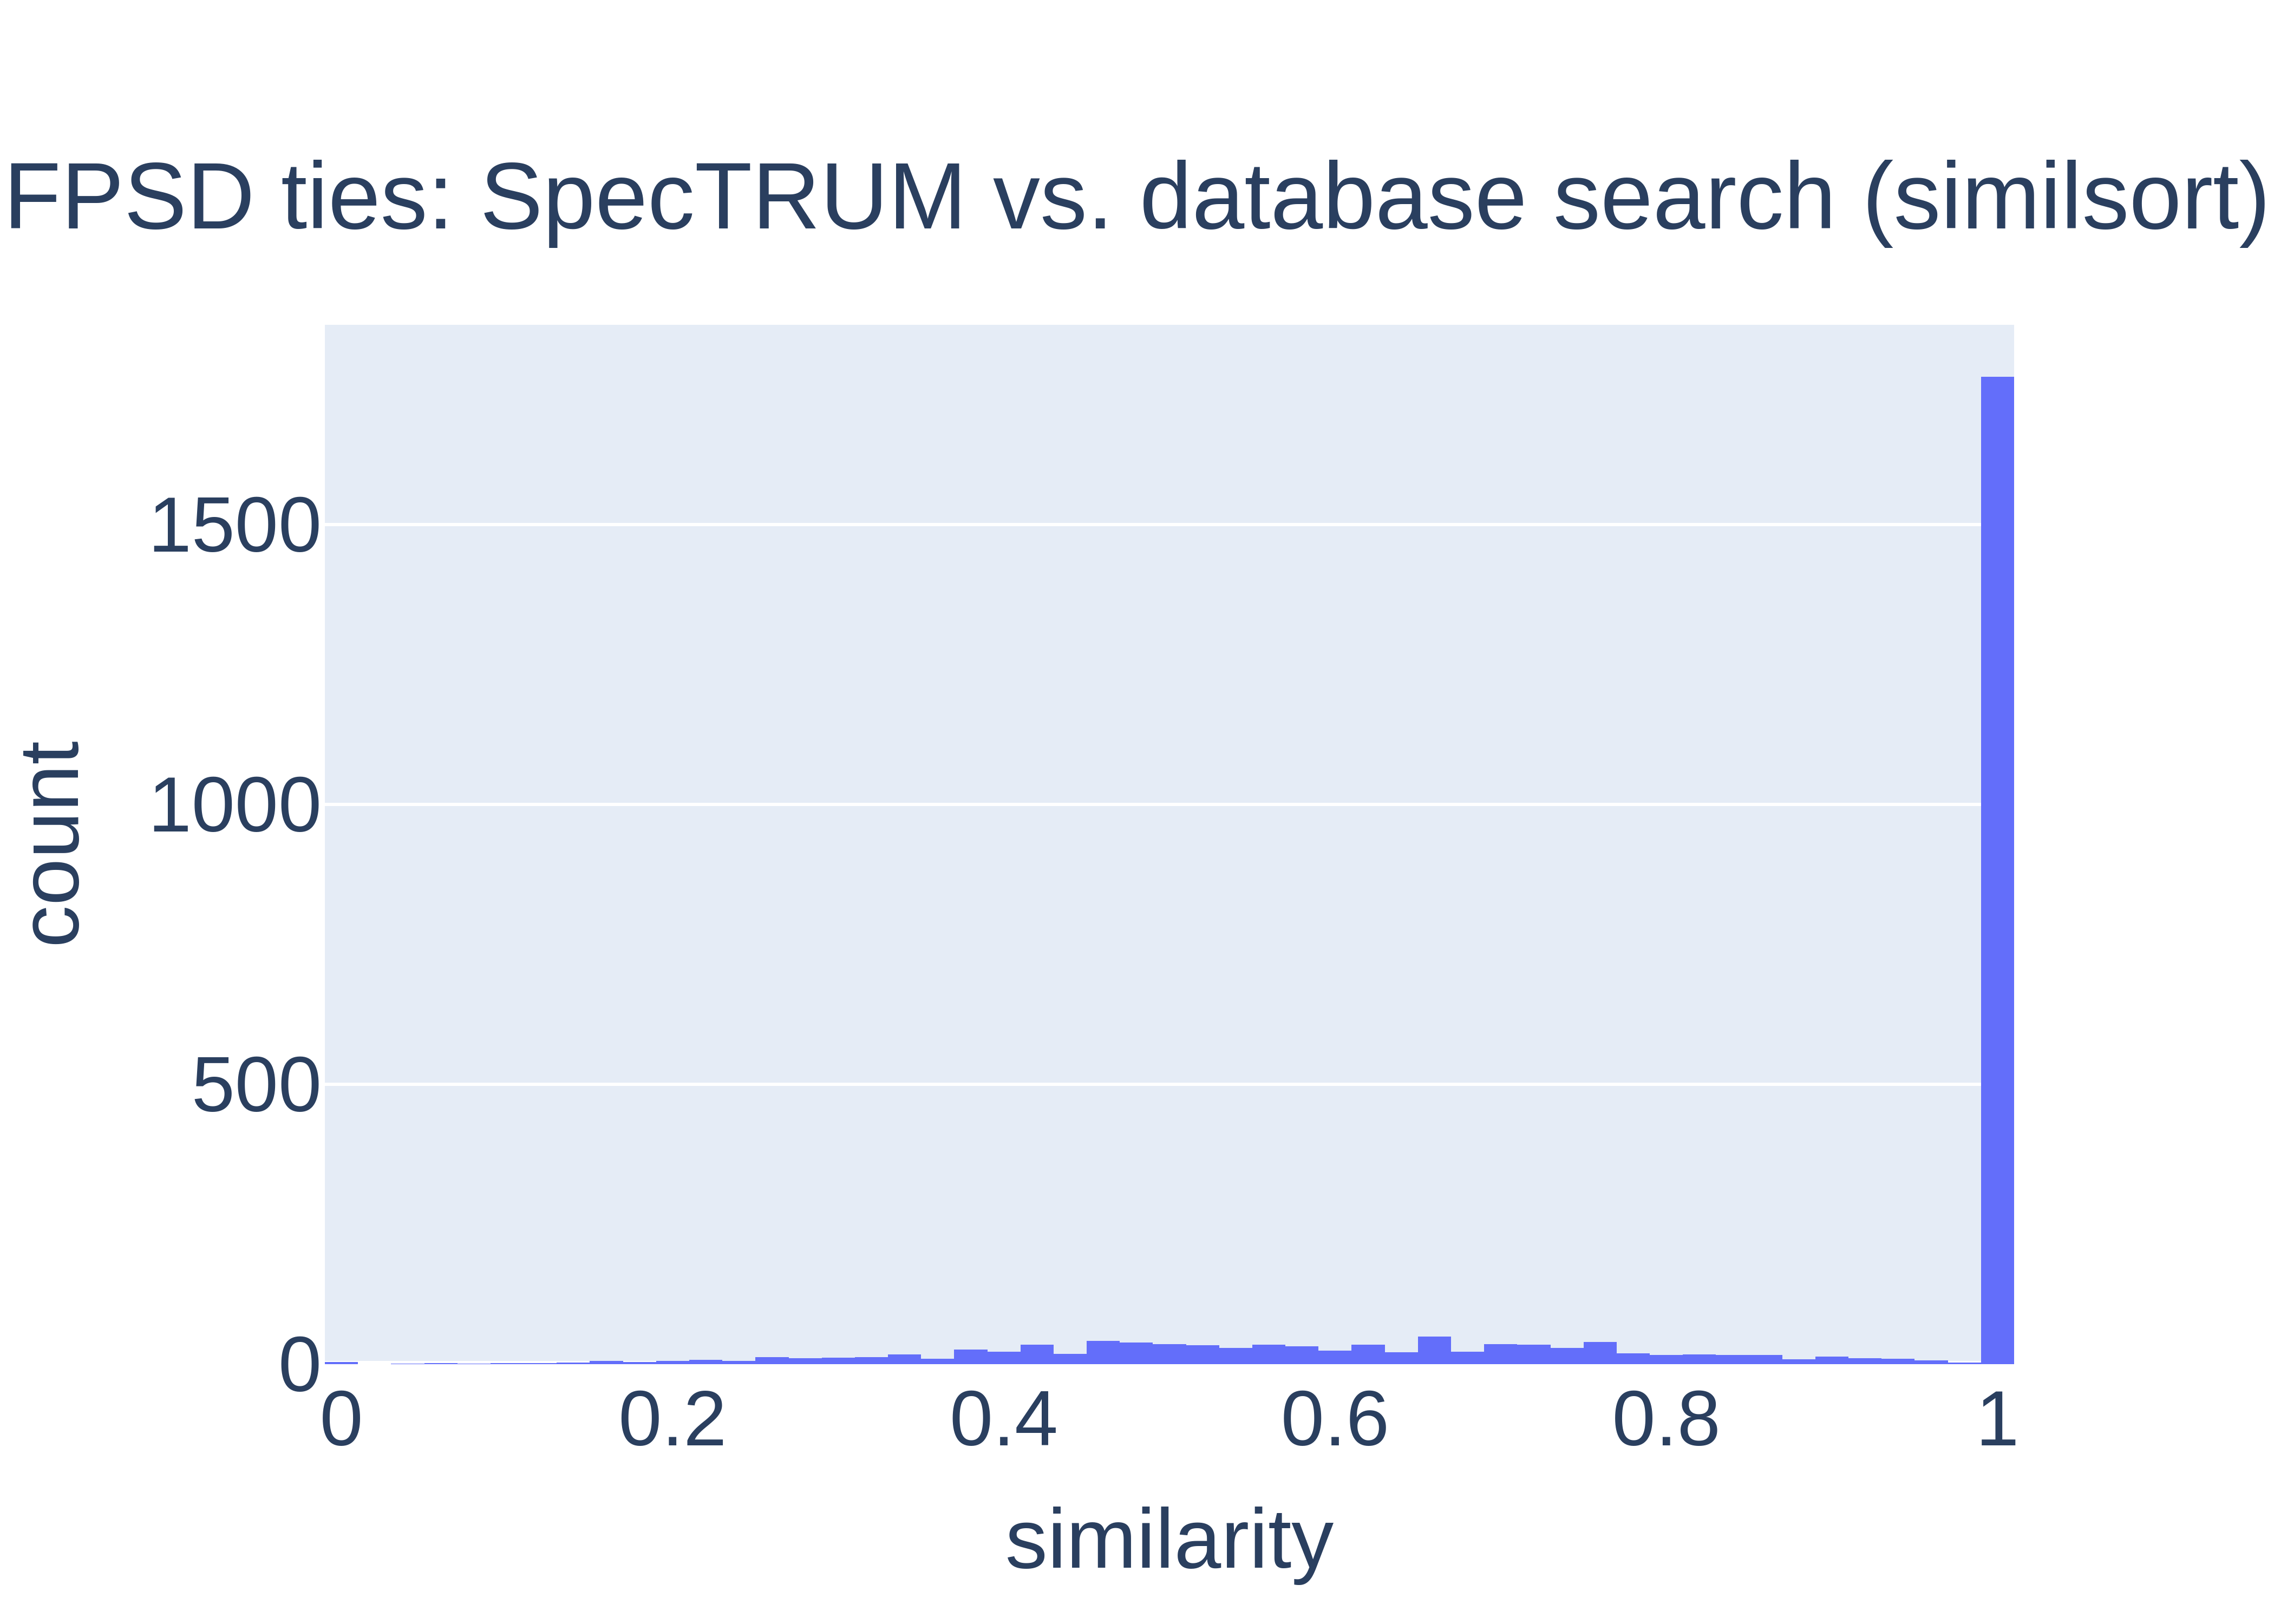 FPSD ties: SpecTRUM vs. database search (similsort)
1500
1000
500
0
count
0 0.2 0.4 0.6 0.8 1
similarity